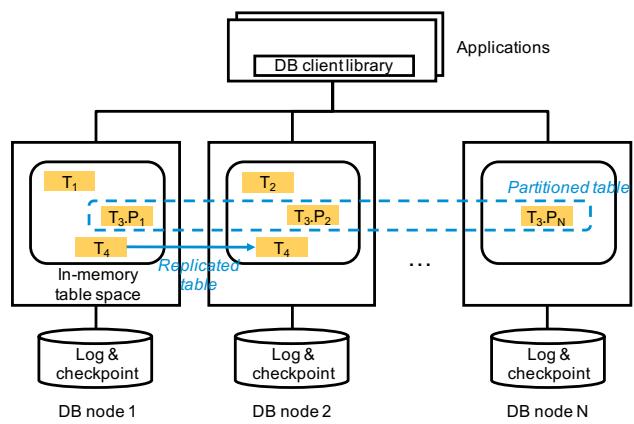 Applications
DB client library
T1
T2
Partitioned table
T3.P1
T3.P2
T3.PN
T4
T4
Replicated
table
In-memory
table space
...
Log &
checkpoint
Log &
checkpoint
Log &
checkpoint
DB node 1
DB node 2
DB node N